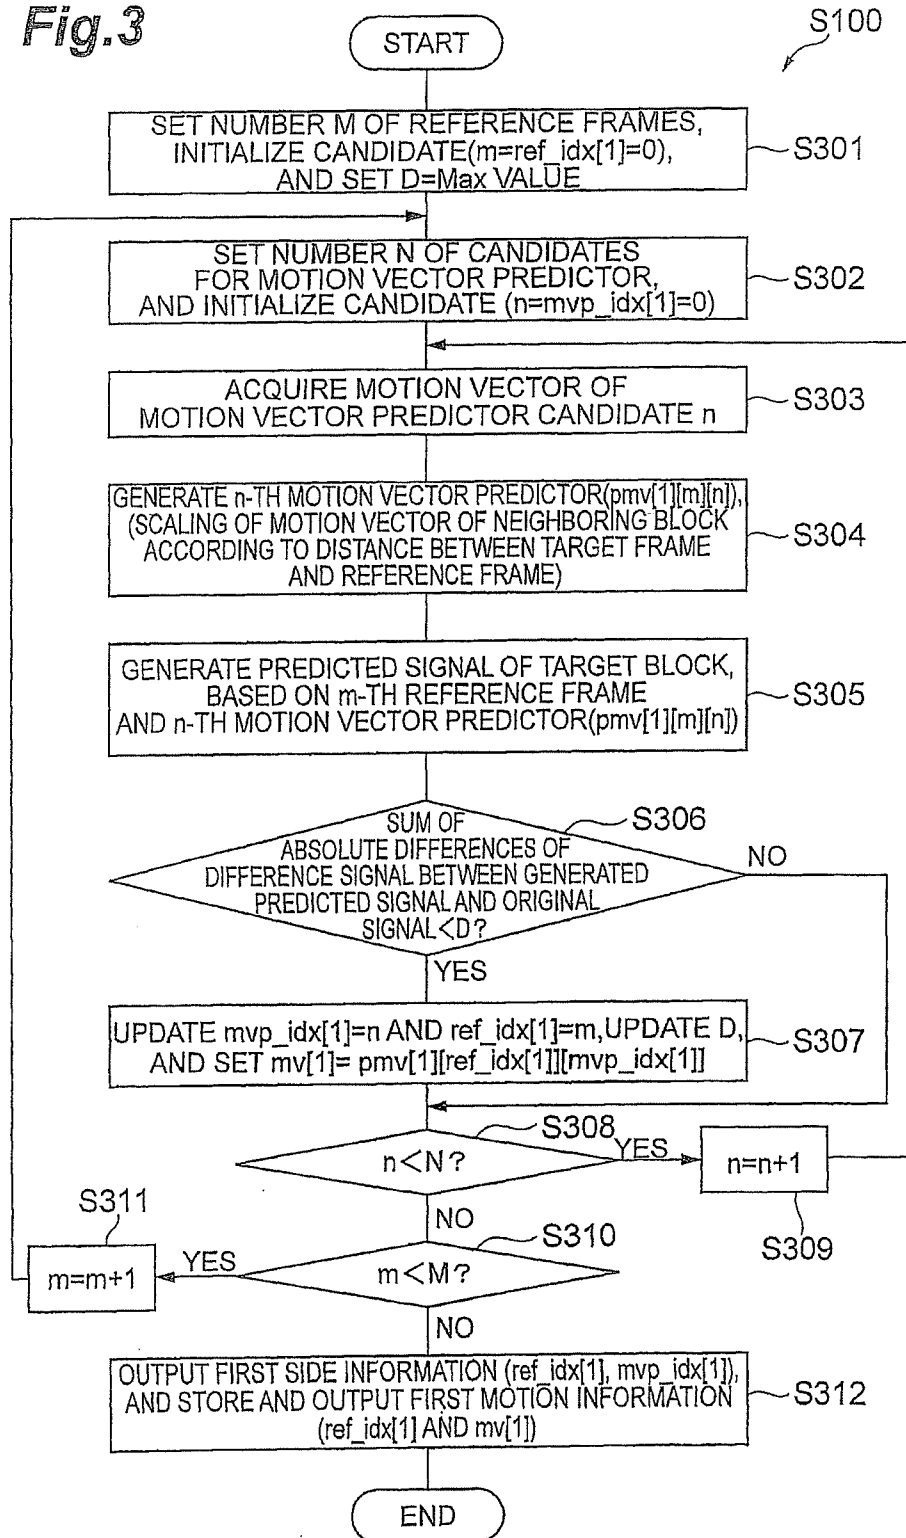 Fig.3
START
S100
SET NUMBER M OF REFERENCE FRAMES,
INITIALIZE CANDIDATE(m=ref_idx[1]=0),
AND SET D=Max VALUE
S301
SET NUMBER N OF CANDIDATES
FOR MOTION VECTOR PREDICTOR,
AND INITIALIZE CANDIDATE (n=mvp_idx[1]=0)
S302
ACQUIRE MOTION VECTOR OF
MOTION VECTOR PREDICTOR CANDIDATE n
S303
GENERATE n-TH MOTION VECTOR PREDICTOR(pmv[1][m][n]),
(SCALING OF MOTION VECTOR OF NEIGHBORING BLOCK
ACCORDING TO DISTANCE BETWEEN TARGET FRAME
AND REFERENCE FRAME)
S304
GENERATE PREDICTED SIGNAL OF TARGET BLOCK,
BASED ON m-TH REFERENCE FRAME
AND n-TH MOTION VECTOR PREDICTOR(pmv[1][m][n])
S305
SUM OF
ABSOLUTE DIFFERENCES OF
DIFFERENCE SIGNAL BETWEEN GENERATED
PREDICTED SIGNAL AND ORIGINAL
SIGNAL<D?
S306
NO
YES
UPDATE mvp_idx[1]=n AND ref_idx[1]=m,UPDATE D,
AND SET mv[1]= pmv[1][ref_idx[1]][mvp_idx[1]]
S307
n<N?
S308
YES
n=n+1
S309
NO
m<M?
S310
YES
m=m+1
S311
NO
OUTPUT FIRST SIDE INFORMATION (ref_idx[1], mvp_idx[1]),
AND STORE AND OUTPUT FIRST MOTION INFORMATION
(ref_idx[1] AND mv[1])
S312
END